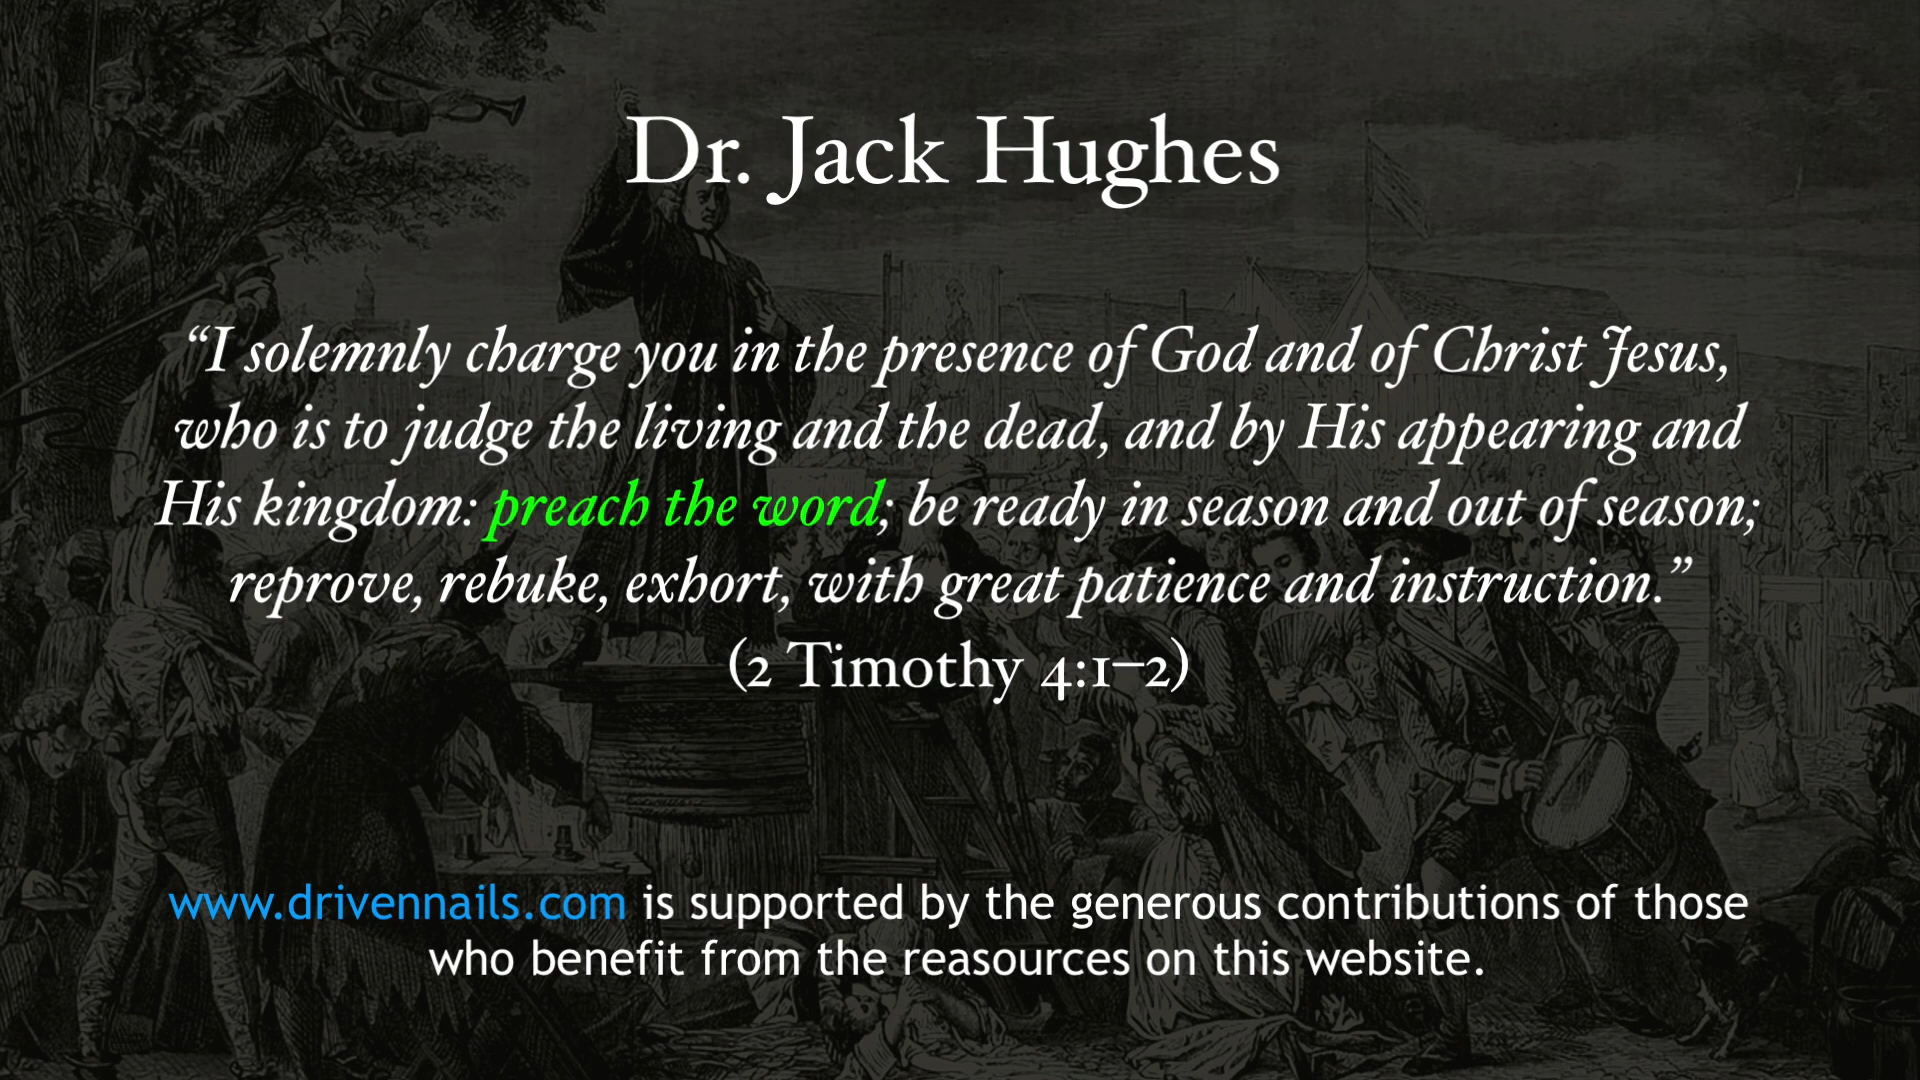 Dr. Jack Hughes
“I solemnly charge you in the presence of God and of Christ Jesus,
who is to judge the living and the dead, and by His appearing and
His kingdom: preach the word; be ready in season and out of season;
reprove, rebuke, exhort, with great patience and instruction.”
(2 Timothy 4:1–2)
www.drivennails.com is supported by the generous contributions of those
who benefit from the reasources on this website.